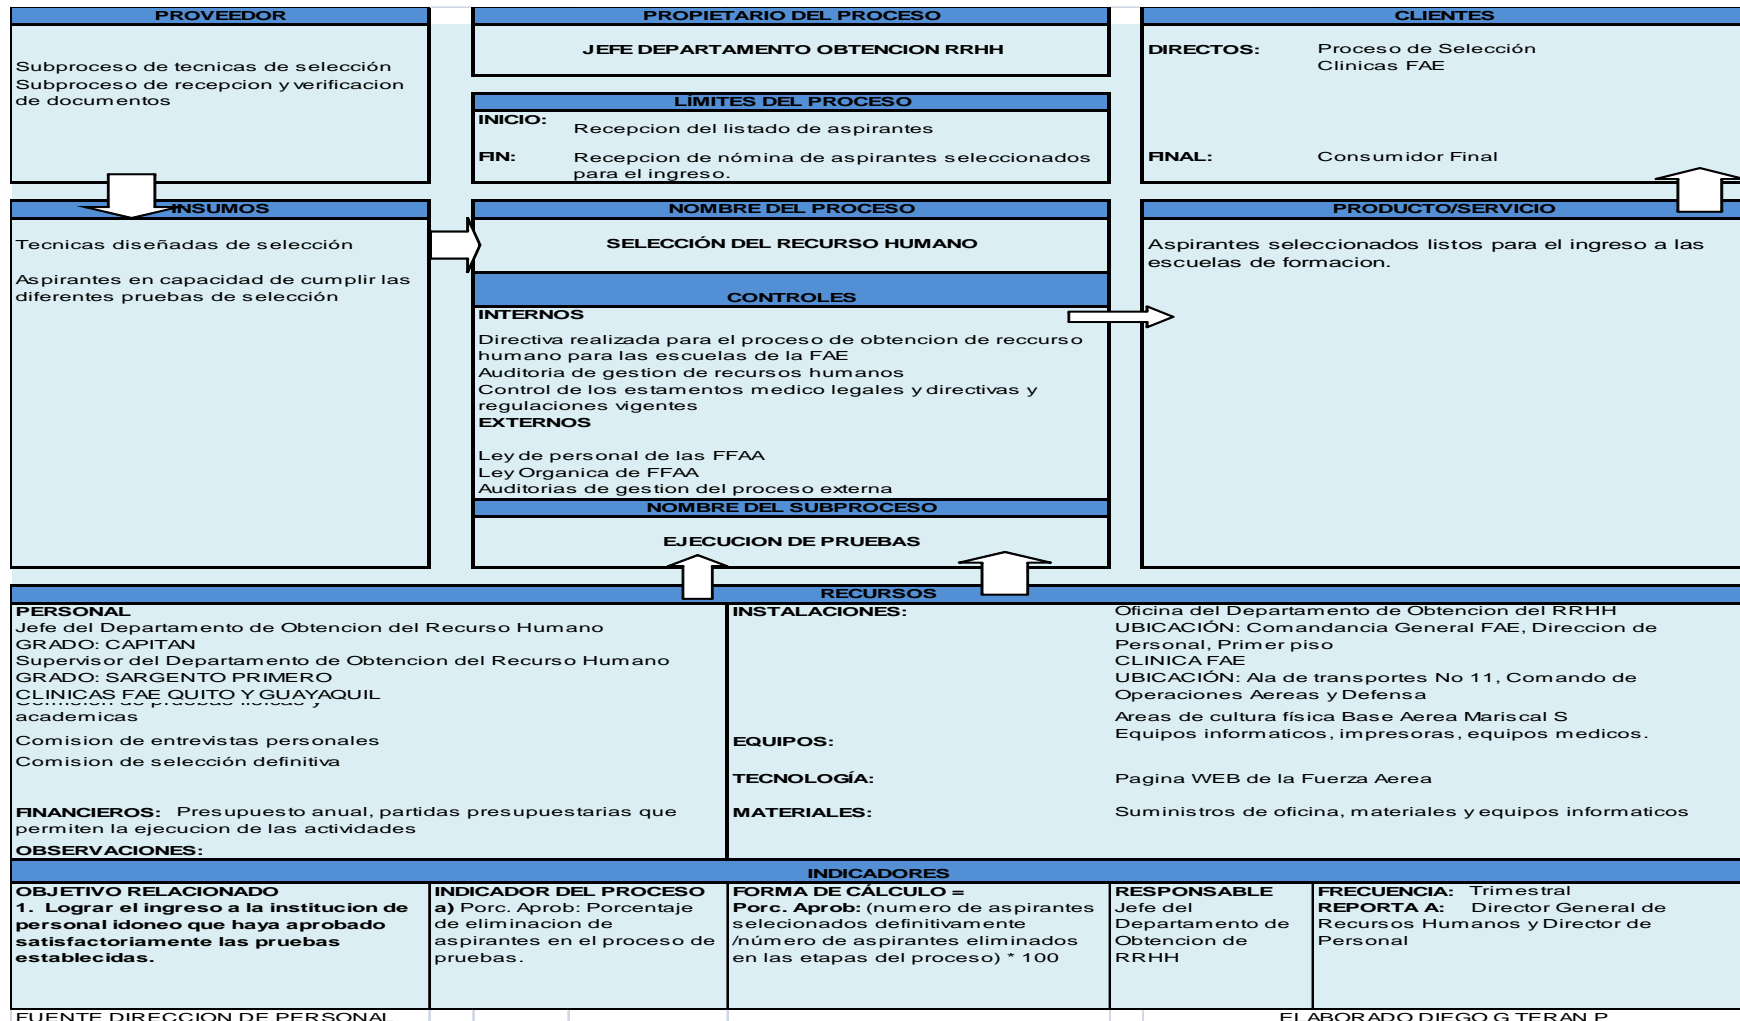 PROVEEDOR
Subproceso de tecnicas de selección
Subproceso de recepcion y verificacion
de documentos
PROPIETARIO DEL PROCESO
JEFE DEPARTAMENTO OBTENCION RRHH
LÍMITES DEL PROCESO
INICIO: Recepcion del listado de aspirantes
FIN: Recepcion de nómina de aspirantes seleccionados
para el ingreso.
CLIENTES
DIRECTOS: Proceso de Selección
Clinicas FAE
FINAL: Consumidor Final
INSUMOS
Tecnicas diseñadas de selección
Aspirantes en capacidad de cumplir las
diferentes pruebas de selección
NOMBRE DEL PROCESO
SELECCIÓN DEL RECURSO HUMANO
CONTROLES
INTERNOS
Directiva realizada para el proceso de obtencion de reccurso
humano para las escuelas de la FAE
Auditoria de gestion de recursos humanos
Control de los estamentos medico legales y directivas y
regulaciones vigentes
EXTERNOS
Ley de personal de las FFAA
Ley Organica de FFAA
Auditorias de gestion del proceso externa
NOMBRE DEL SUBPROCESO
EJECUCION DE PRUEBAS
PRODUCTO/SERVICIO
Aspirantes seleccionados listos para el ingreso a las
escuelas de formacion.
RECURSOS
PERSONAL
Jefe del Departamento de Obtencion del Recurso Humano
GRADO: CAPITAN
Supervisor del Departamento de Obtencion del Recurso Humano
GRADO: SARGENTO PRIMERO
CLINICAS FAE QUITO Y GUAYAQUIL
Comision de pruebas fisicas y
academicas
Comision de entrevistas personales
Comision de selección definitiva
FINANCIEROS: Presupuesto anual, partidas presupuestarias que
permiten la ejecucion de las actividades
OBSERVACIONES:
INSTALACIONES: Oficina del Departamento de Obtencion del RRHH
UBICACIÓN: Comandancia General FAE, Direccion de
Personal, Primer piso
CLINICA FAE
UBICACIÓN: Ala de transportes No 11, Comando de
Operaciones Aereas y Defensa
Areas de cultura física Base Aerea Mariscal S
EQUIPOS: Equipos informaticos, impresoras, equipos medicos.
TECNOLOGÍA: Pagina WEB de la Fuerza Aerea
MATERIALES: Suministros de oficina, materiales y equipos informaticos
INDICADORES
OBJETIVO RELACIONADO
1. Lograr el ingreso a la institucion de
personal idoneo que haya aprobado
satisfactoriamente las pruebas
establecidas.
INDICADOR DEL PROCESO
a) Porc. Aprob: Porcentaje
de eliminacion de
aspirantes en el proceso de
pruebas.
FORMA DE CÁLCULO =
Porc. Aprob: (numero de aspirantes
selecionados definitivamente
/número de aspirantes eliminados
en las etapas del proceso) * 100
RESPONSABLE
Jefe del
Departamento de
Obtencion de
RRHH
FRECUENCIA: Trimestral
REPORTA A: Director General de
Recursos Humanos y Director de
Personal
FUENTE DIRECCION DE PERSONAL
ELABORADO DIEGO G TERAN P